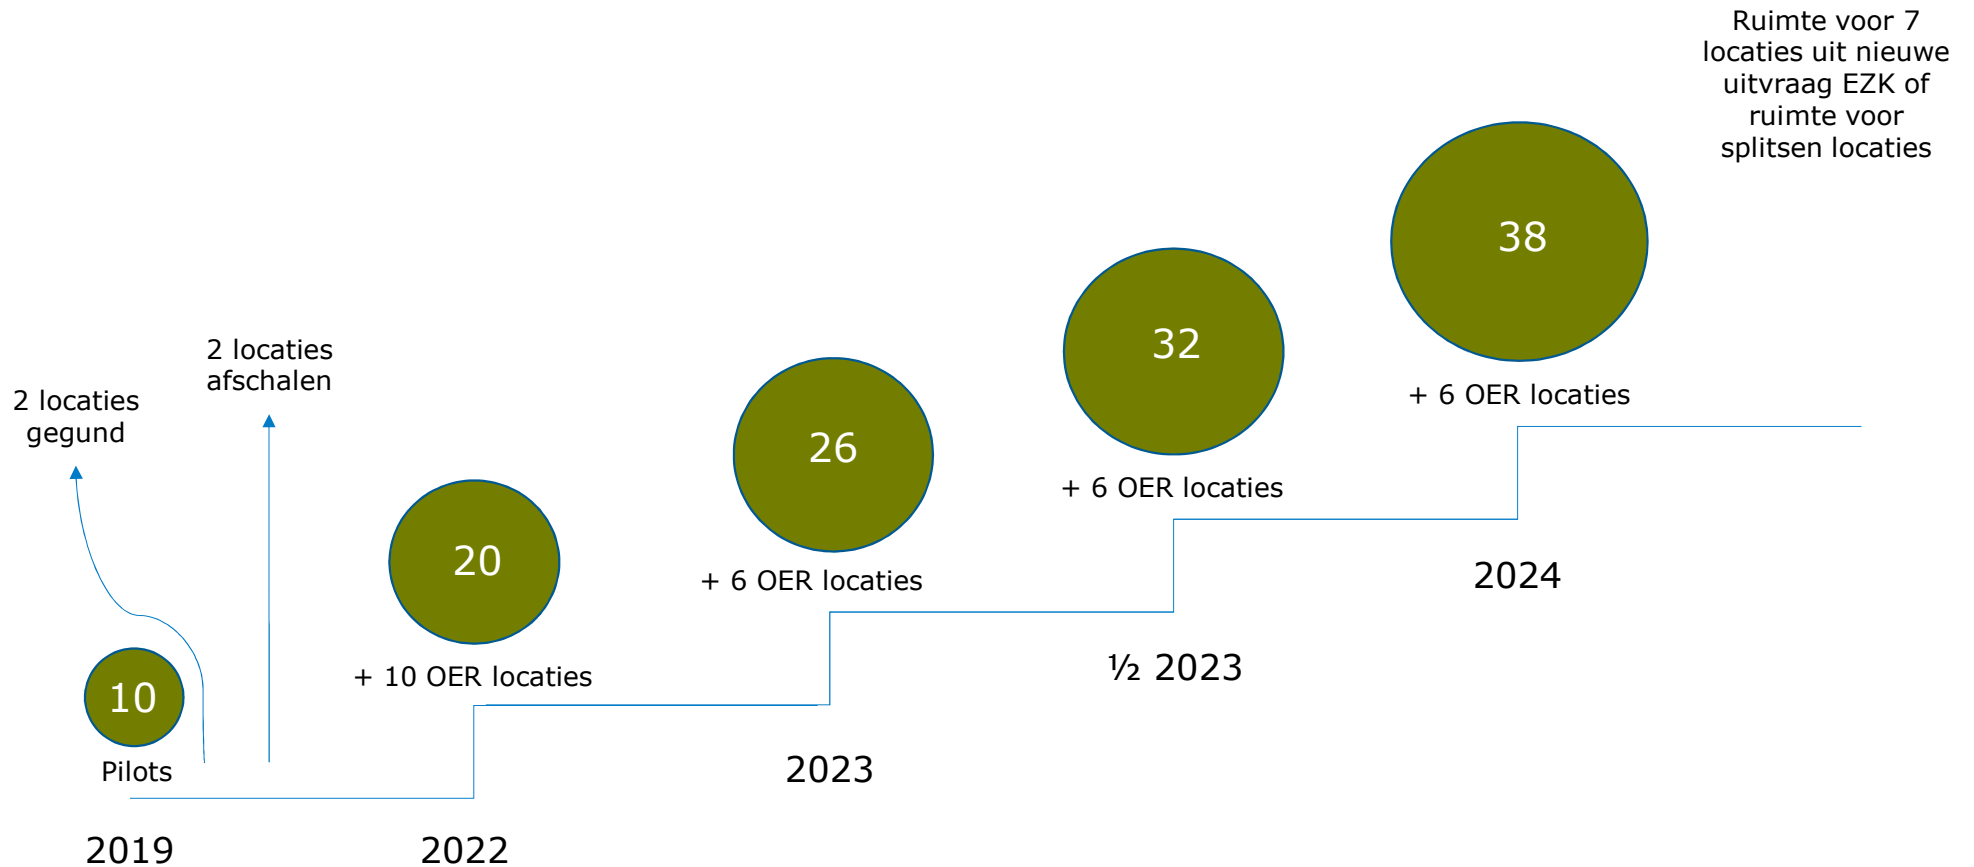 Ruimte voor 7
locaties uit nieuwe
uitvraag EZK of
ruimte voor
splitsen locaties
38
+ 6 OER locaties
32
+ 6 OER locaties
26
+ 6 OER locaties
2 locaties
afschalen
2 locaties
gegund
20
+ 10 OER locaties
10
Pilots
2019
2022
2023
½ 2023
2024